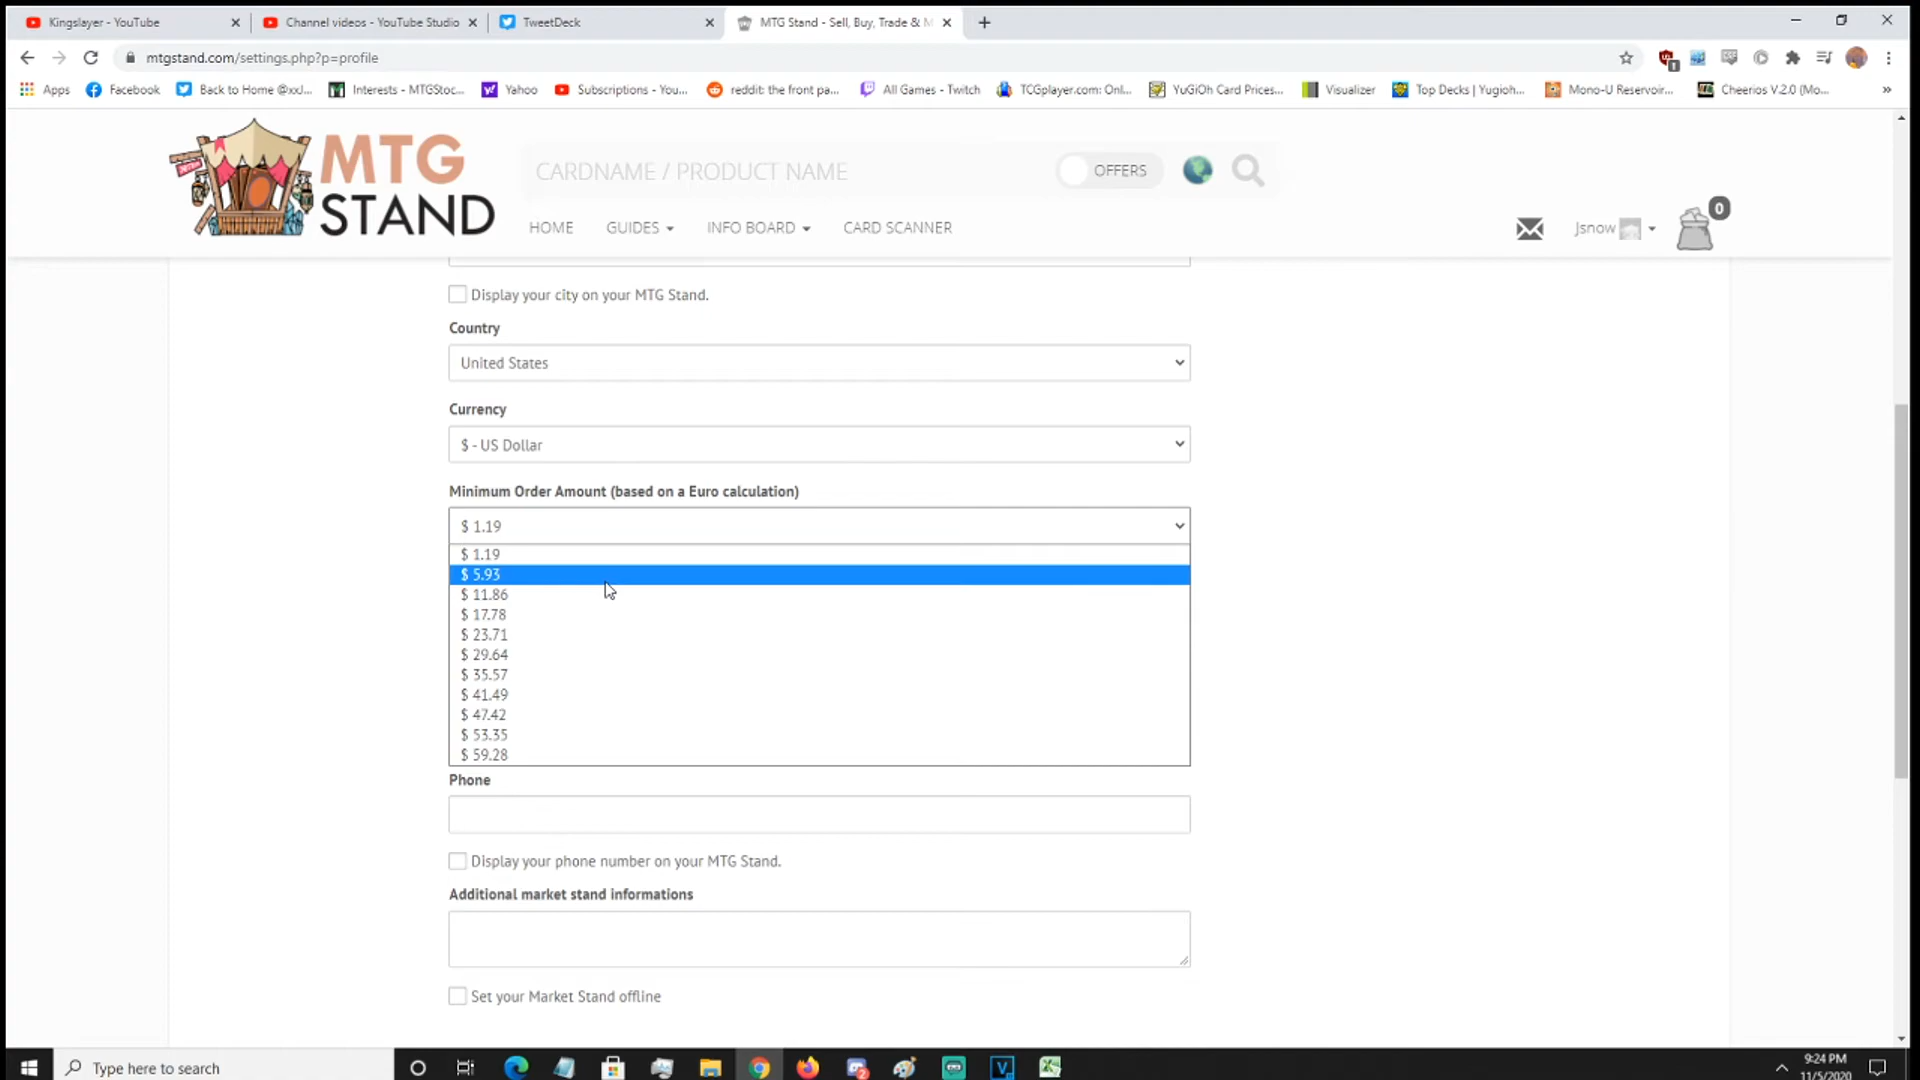 Kingslayer - YouTube
Channel videos - YouTube Studio
TweetDeck
MTG Stand - Sell, Buy, Trade & M
mtgstand.com/settings.php?p=profile
Apps
Facebook
Back to Home @xxJ...
Interests - MTGStoc...
Yahoo
Subscriptions - You...
reddit: the front pa...
All Games - Twitch
TCGplayer.com: Onl...
YuGiOh Card Prices...
Visualizer
Top Decks | Yugioh...
Mono-U Reservoir...
Cheerios V.2.0 (Mo...
»
MTG
STAND
CARDNAME / PRODUCT NAME
OFFERS
HOME
GUIDES
INFO BOARD
CARD SCANNER
Jsnow
0
Display your city on your MTG Stand.
Country
United States
Currency
$ - US Dollar
Minimum Order Amount (based on a Euro calculation)
$ 1.19
$ 1.19
$ 5.93
$ 11.86
$ 17.78
$ 23.71
$ 29.64
$ 35.57
$ 41.49
$ 47.42
$ 53.35
$ 59.28
Phone
Display your phone number on your MTG Stand.
Additional market stand informations
Set your Market Stand offline
Type here to search
9:24 PM
11/5/2020